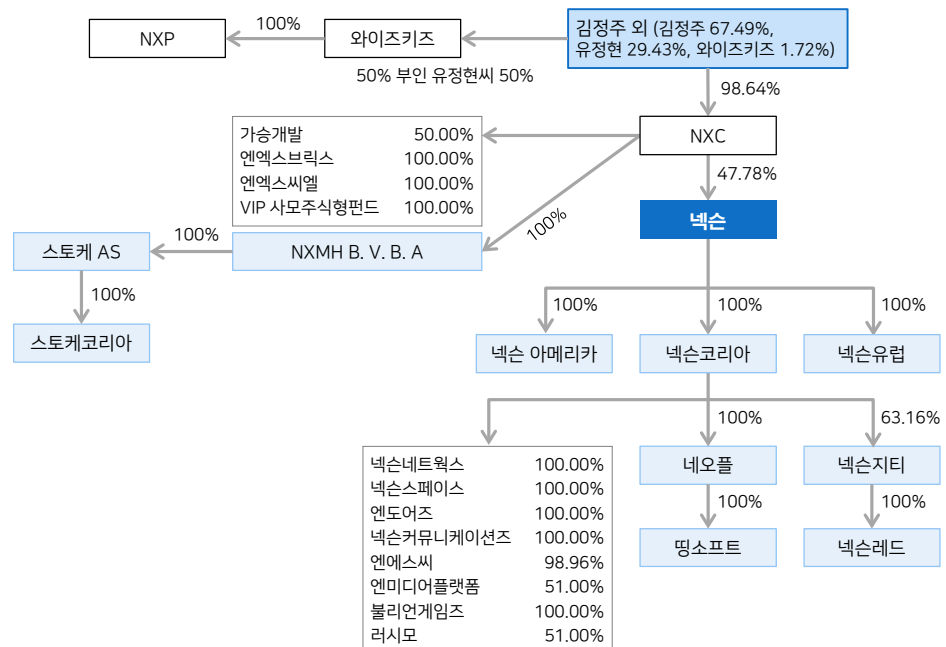 김정주 외 (김정주 67.49%,
유정현 29.43%, 와이즈키즈 1.72%)
와이즈키즈
100%
NXP
50% 부인 유정현씨 50%
98.64%
NXC
가승개발 50.00%
엔엑스브릭스 100.00%
엔엑스씨엘 100.00%
VIP 사모주식형펀드 100.00%
47.78%
넥슨
100%
NXMH B. V. B. A
100%
스토케 AS
100%
스토케코리아
100%
100%
100%
넥슨 아메리카
넥슨코리아
넥슨유럽
100%
63.16%
넥슨네트웍스 100.00%
넥슨스페이스 100.00%
엔도어즈 100.00%
넥슨커뮤니케이션즈 100.00%
엔에스씨 98.96%
엔미디어플랫폼 51.00%
불리언게임즈 100.00%
러시모 51.00%
네오플
넥슨지티
100%
100%
띵소프트
넥슨레드